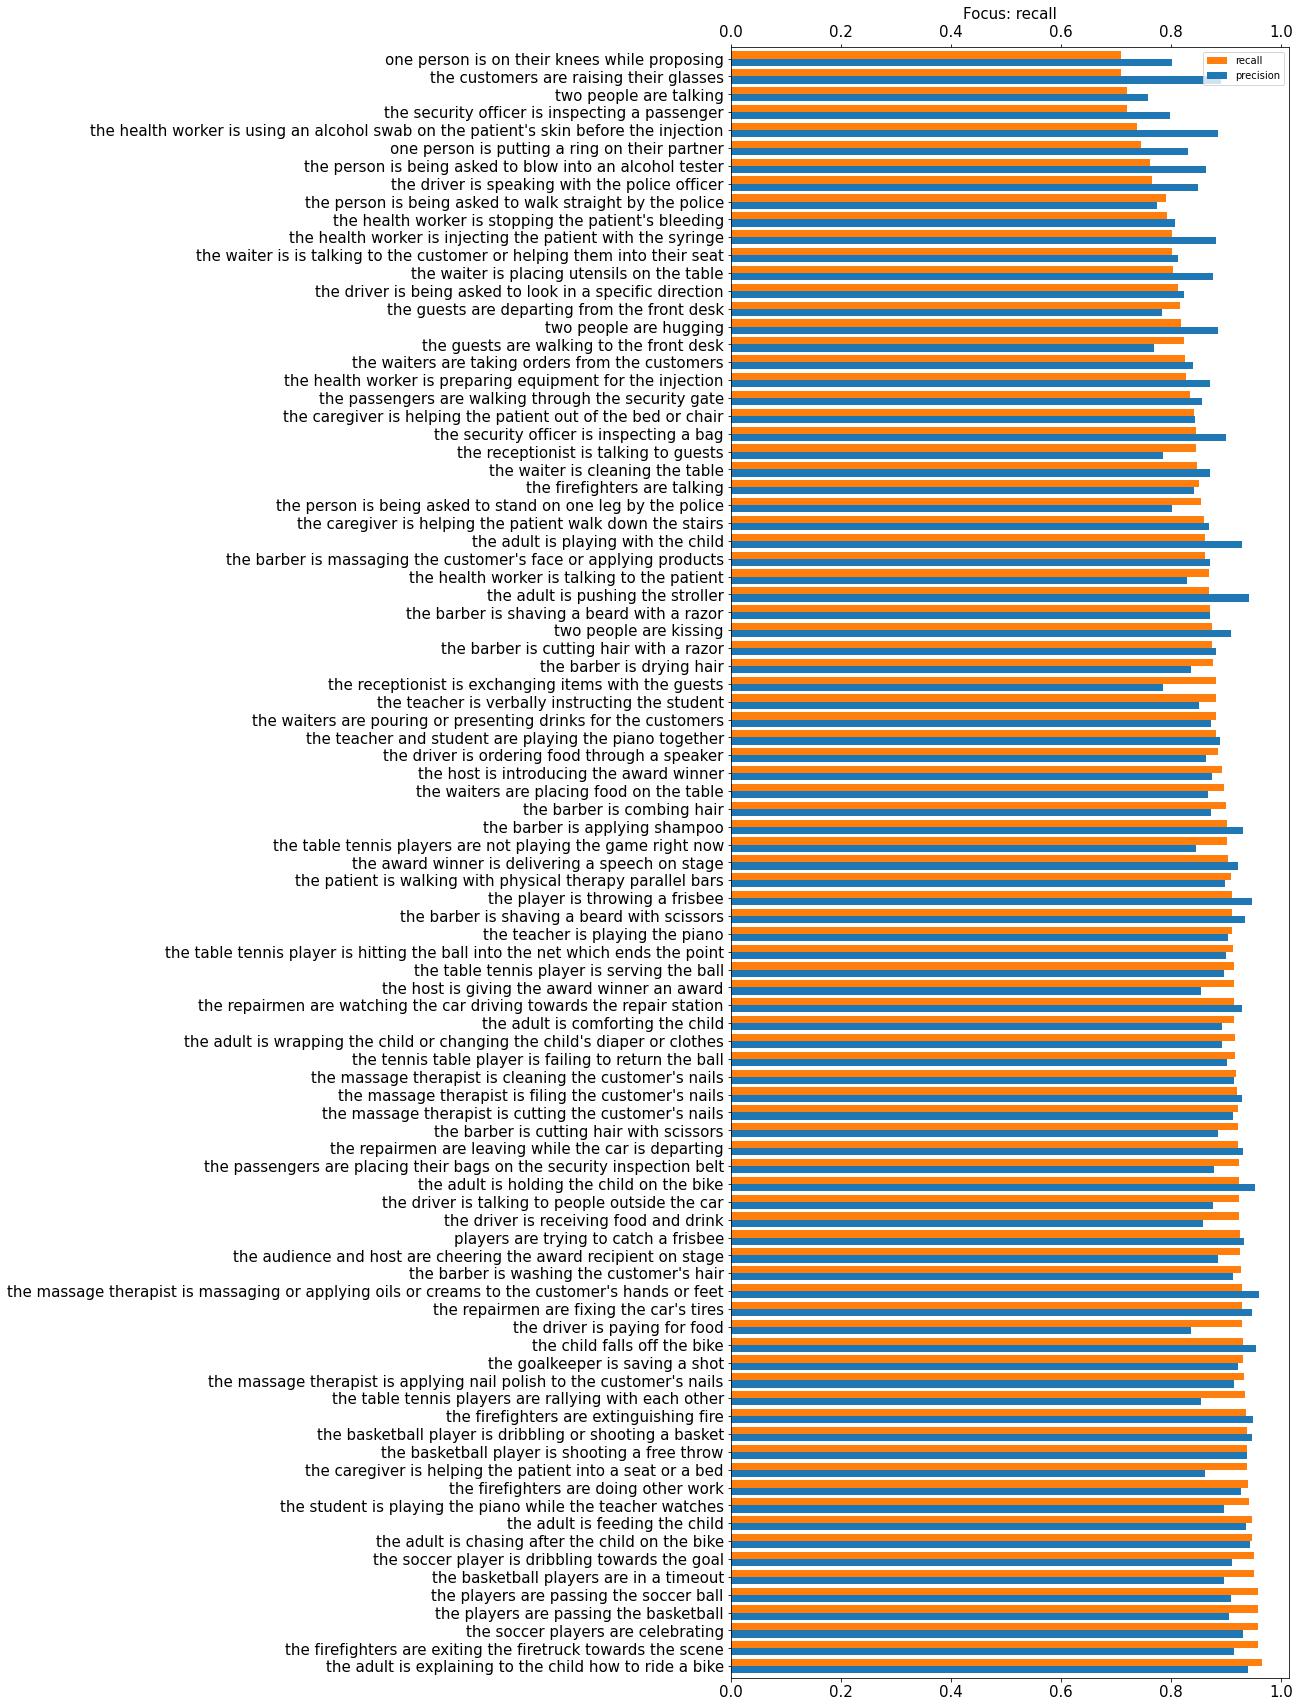 Focus: recall
0.0 0.2 0.4 0.6 0.8 1.0
recall
precision
one person is on their knees while proposing
the customers are raising their glasses
two people are talking
the security officer is inspecting a passenger
the health worker is using an alcohol swab on the patient's skin before the injection
one person is putting a ring on their partner
the person is being asked to blow into an alcohol tester
the driver is speaking with the police officer
the person is being asked to walk straight by the police
the health worker is stopping the patient's bleeding
the health worker is injecting the patient with the syringe
the waiter is is talking to the customer or helping them into their seat
the waiter is placing utensils on the table
the driver is being asked to look in a specific direction
the guests are departing from the front desk
two people are hugging
the guests are walking to the front desk
the waiters are taking orders from the customers
the health worker is preparing equipment for the injection
the passengers are walking through the security gate
the caregiver is helping the patient out of the bed or chair
the security officer is inspecting a bag
the receptionist is talking to guests
the waiter is cleaning the table
the firefighters are talking
the person is being asked to stand on one leg by the police
the caregiver is helping the patient walk down the stairs
the adult is playing with the child
the barber is massaging the customer's face or applying products
the health worker is talking to the patient
the adult is pushing the stroller
the barber is shaving a beard with a razor
two people are kissing
the barber is cutting hair with a razor
the barber is drying hair
the receptionist is exchanging items with the guests
the teacher is verbally instructing the student
the waiters are pouring or presenting drinks for the customers
the teacher and student are playing the piano together
the driver is ordering food through a speaker
the host is introducing the award winner
the waiters are placing food on the table
the barber is combing hair
the barber is applying shampoo
the table tennis players are not playing the game right now
the award winner is delivering a speech on stage
the patient is walking with physical therapy parallel bars
the player is throwing a frisbee
the barber is shaving a beard with scissors
the teacher is playing the piano
the table tennis player is hitting the ball into the net which ends the point
the table tennis player is serving the ball
the host is giving the award winner an award
the repairmen are watching the car driving towards the repair station
the adult is comforting the child
the adult is wrapping the child or changing the child's diaper or clothes
the tennis table player is failing to return the ball
the massage therapist is cleaning the customer's nails
the massage therapist is filing the customer's nails
the massage therapist is cutting the customer's nails
the barber is cutting hair with scissors
the repairmen are leaving while the car is departing
the passengers are placing their bags on the security inspection belt
the adult is holding the child on the bike
the driver is talking to people outside the car
the driver is receiving food and drink
players are trying to catch a frisbee
the audience and host are cheering the award recipient on stage
the barber is washing the customer's hair
the massage therapist is massaging or applying oils or creams to the customer's hands or feet
the repairmen are fixing the car's tires
the driver is paying for food
the child falls off the bike
the goalkeeper is saving a shot
the massage therapist is applying nail polish to the customer's nails
the table tennis players are rallying with each other
the firefighters are extinguishing fire
the basketball player is dribbling or shooting a basket
the basketball player is shooting a free throw
the caregiver is helping the patient into a seat or a bed
the firefighters are doing other work
the student is playing the piano while the teacher watches
the adult is feeding the child
the adult is chasing after the child on the bike
the soccer player is dribbling towards the goal
the basketball players are in a timeout
the players are passing the soccer ball
the players are passing the basketball
the soccer players are celebrating
the firefighters are exiting the firetruck towards the scene
the adult is explaining to the child how to ride a bike
0.0 0.2 0.4 0.6 0.8 1.0